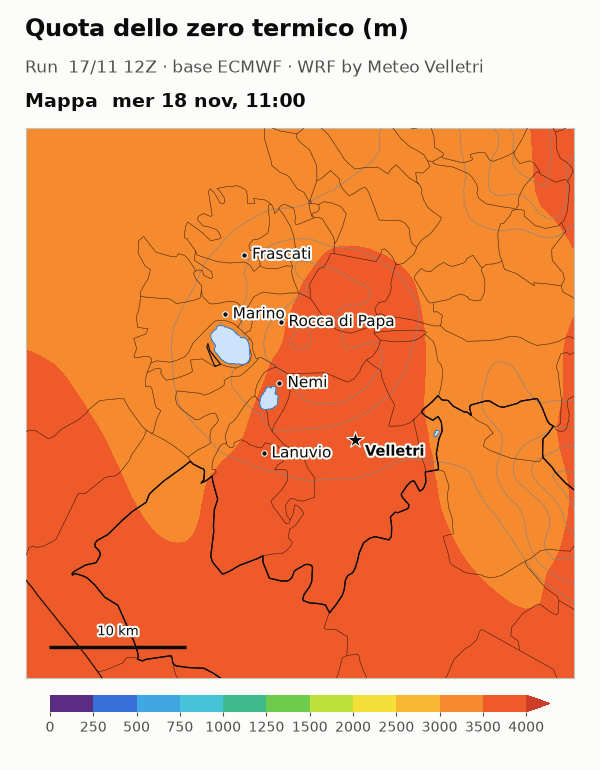 Quota dello zero termico (m)
Run  17/11 12Z · base ECMWF · WRF by Meteo Velletri
Mappa  mer 18 nov, 11:00
Frascati
Marino
Rocca di Papa
Nemi
Velletri
Lanuvio
10 km
0 250 500 750 1000 1250 1500 2000 2500 3000 3500 4000